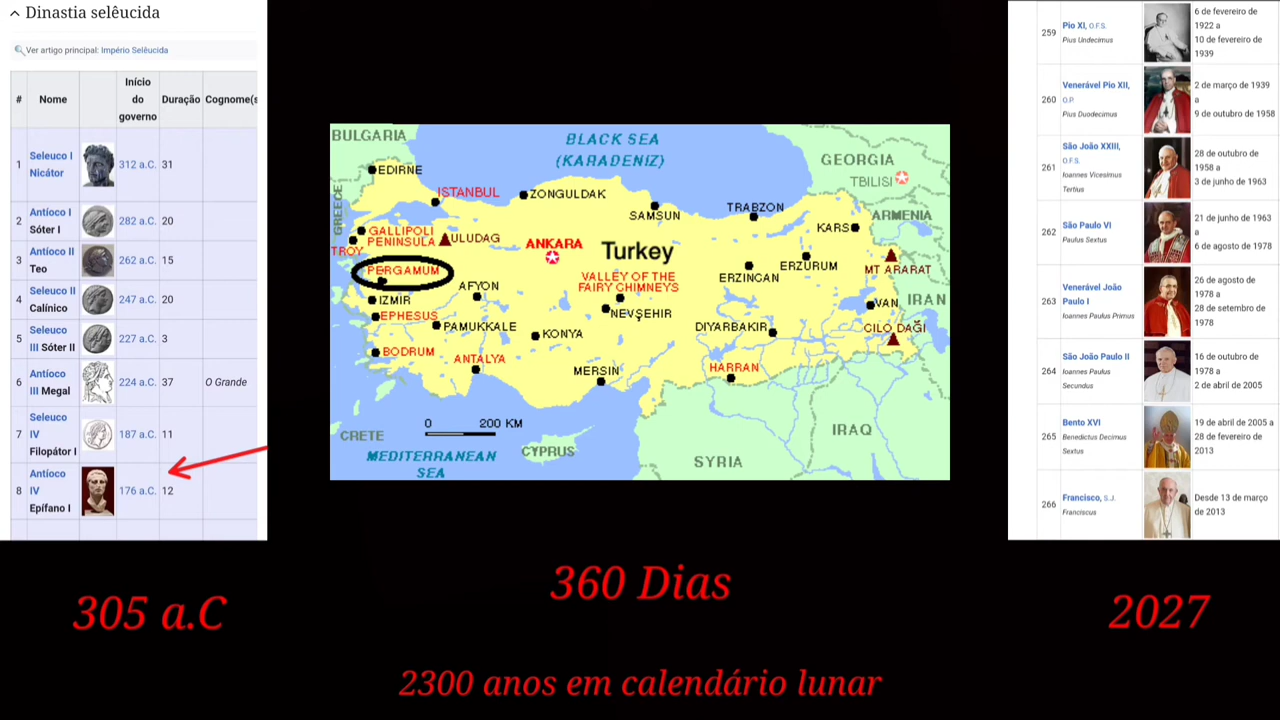 Dinastia selêucida
Ver artigo principal: Império Selêucida
# Nome Início do governo Duração Cognome(s
1 Seleuco I Nicátor 312 a.C. 31
2 Antíoco I Sóter I 282 a.C. 20
3 Antíoco II Teo 262 a.C. 15
Seleuco II Calínico 247 a.C. 20
Seleuco III Sóter II 227 a.C. 3
Antíoco III Megal 224 a.C. 37 O Grande
7 Seleuco IV Filopátor I 187 a.C. 11
8 Antíoco IV Epífano I 176 a.C. 12
BULGARIA
BLACK SEA
(KARADENIZ)
GEORGIA
TBILISI
EDIRNE
ISTANBUL
ZONGULDAK
SAMSUN
TRABZON
KARS
ARMENIA
GREECE
GALLIPOLI
PENINSULA
ULUDAG
TROY
ANKARA
Turkey
ERZINCAN
ERZURUM
MT ARARAT
PERGAMUM
AFYON
VALLEY OF THE
FAIRY CHIMNEYS
IZMIR
NEVŞEHIR
VAN
IRAN
EPHESUS
PAMUKKALE
KONYA
DIYARBAKIR
CILO DAĞI
BODRUM
ANTALYA
MERSIN
HARRAN
0 200 KM
CRETE
CYPRUS
IRAQ
MEDITERRANEAN
SEA
SYRIA
259 Pio XI, O.F.S. Pius Undecimus 6 de fevereiro de 1922 a 10 de fevereiro de 1939
260 Venerável Pio XII, O.P. Pius Duodecimus 2 de março de 1939 a 9 de outubro de 1958
261 São João XXIII, O.F.S. Ioannes Vicesimus Tertius 28 de outubro de 1958 a 3 de junho de 1963
262 São Paulo VI Paulus Sextus 21 de junho de 1963 a 6 de agosto de 1978
263 Venerável João Paulo I Ioannes Paulus Primus 26 de agosto de 1978 a 28 de setembro de 1978
264 São João Paulo II Ioannes Paulus Secundus 16 de outubro de 1978 a 2 de abril de 2005
265 Bento XVI Benedictus Decimus Sextus 19 de abril de 2005 a 28 de fevereiro de 2013
266 Francisco, S.J. Franciscus Desde 13 de março de 2013
305 a.C
360 Dias
2027
2300 anos em calendário lunar